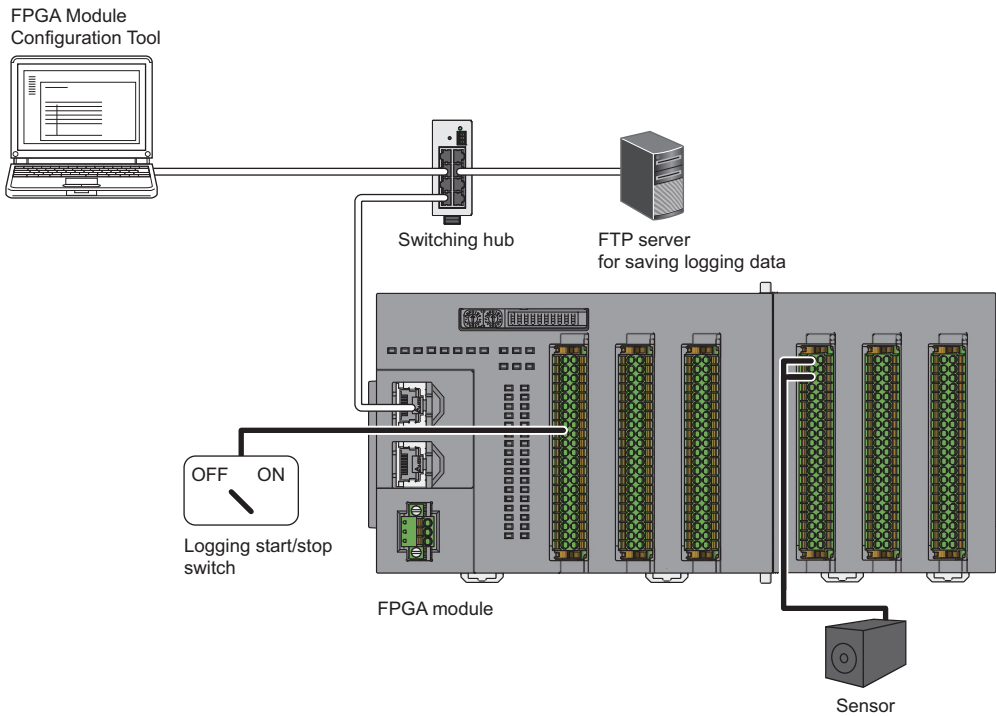 FPGA Module
Configuration Tool
Switching hub
FTP server
for saving logging data
OFF ON
Logging start/stop
switch
FPGA module
Sensor